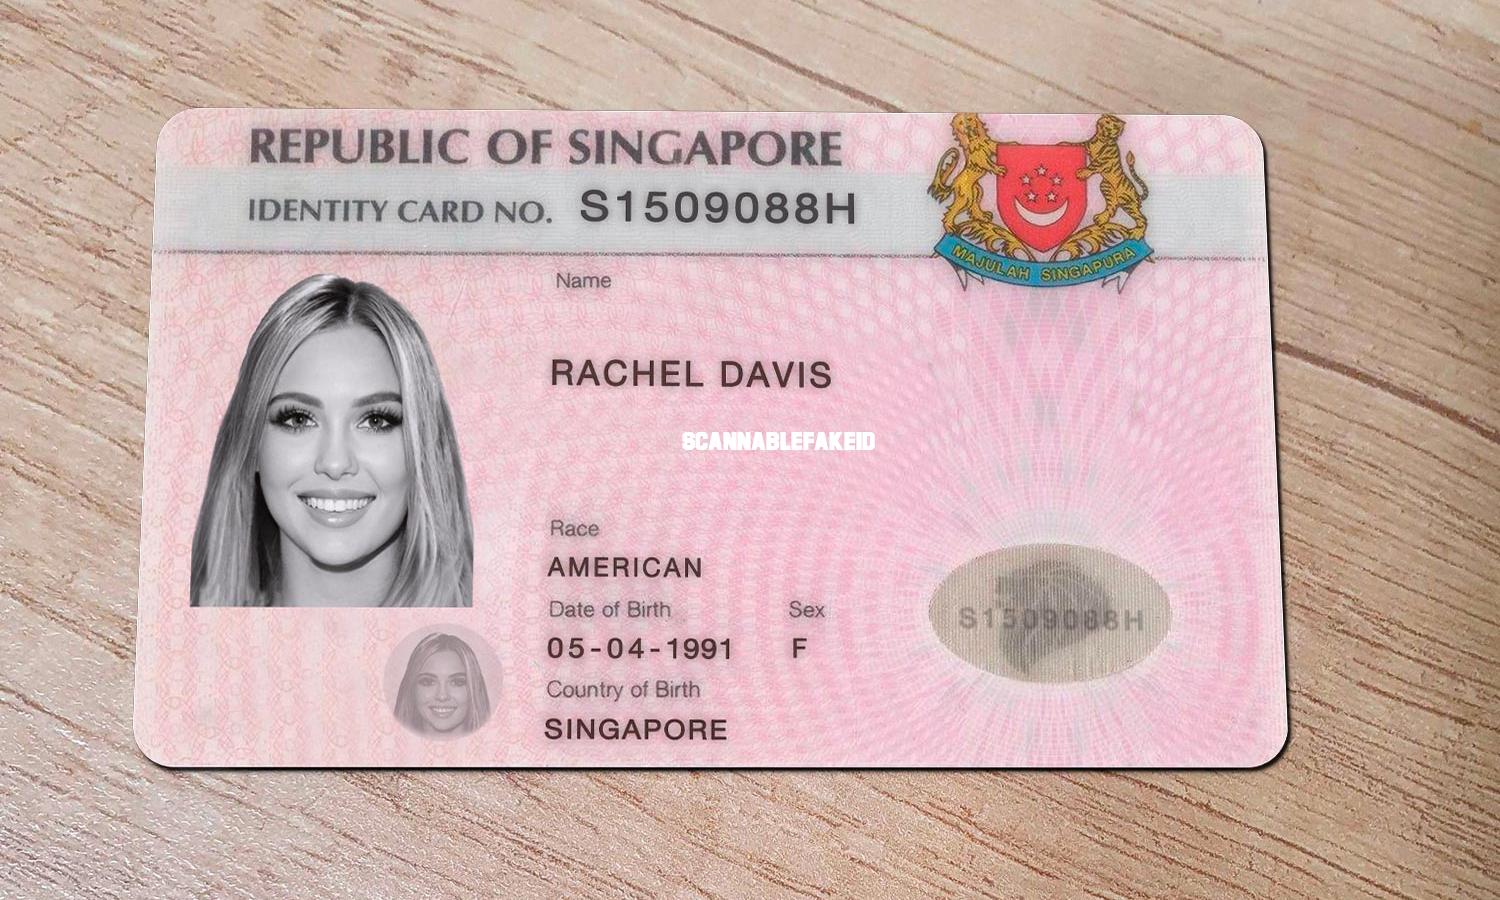 REPUBLIC OF SINGAPORE
IDENTITY CARD NO. S1509088H
MAJULAH SINGAPURA
Name
RACHEL DAVIS
SCANNABLEFAKEID
Race
AMERICAN
Date of Birth Sex
05-04-1991 F
S1509088H
Country of Birth
SINGAPORE